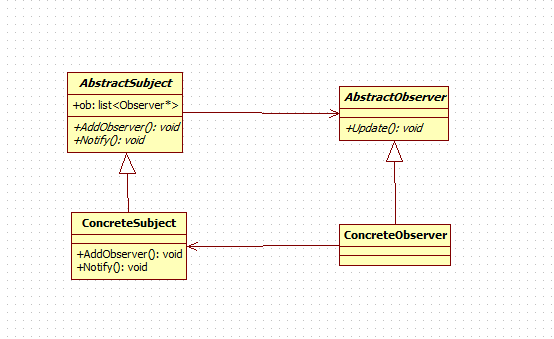 AbstractSubject
+ob: list<Observer*>
+AddObserver(): void
+Notify(): void
AbstractObserver
+Update(): void
ConcreteSubject
+AddObserver(): void
+Notify(): void
ConcreteObserver